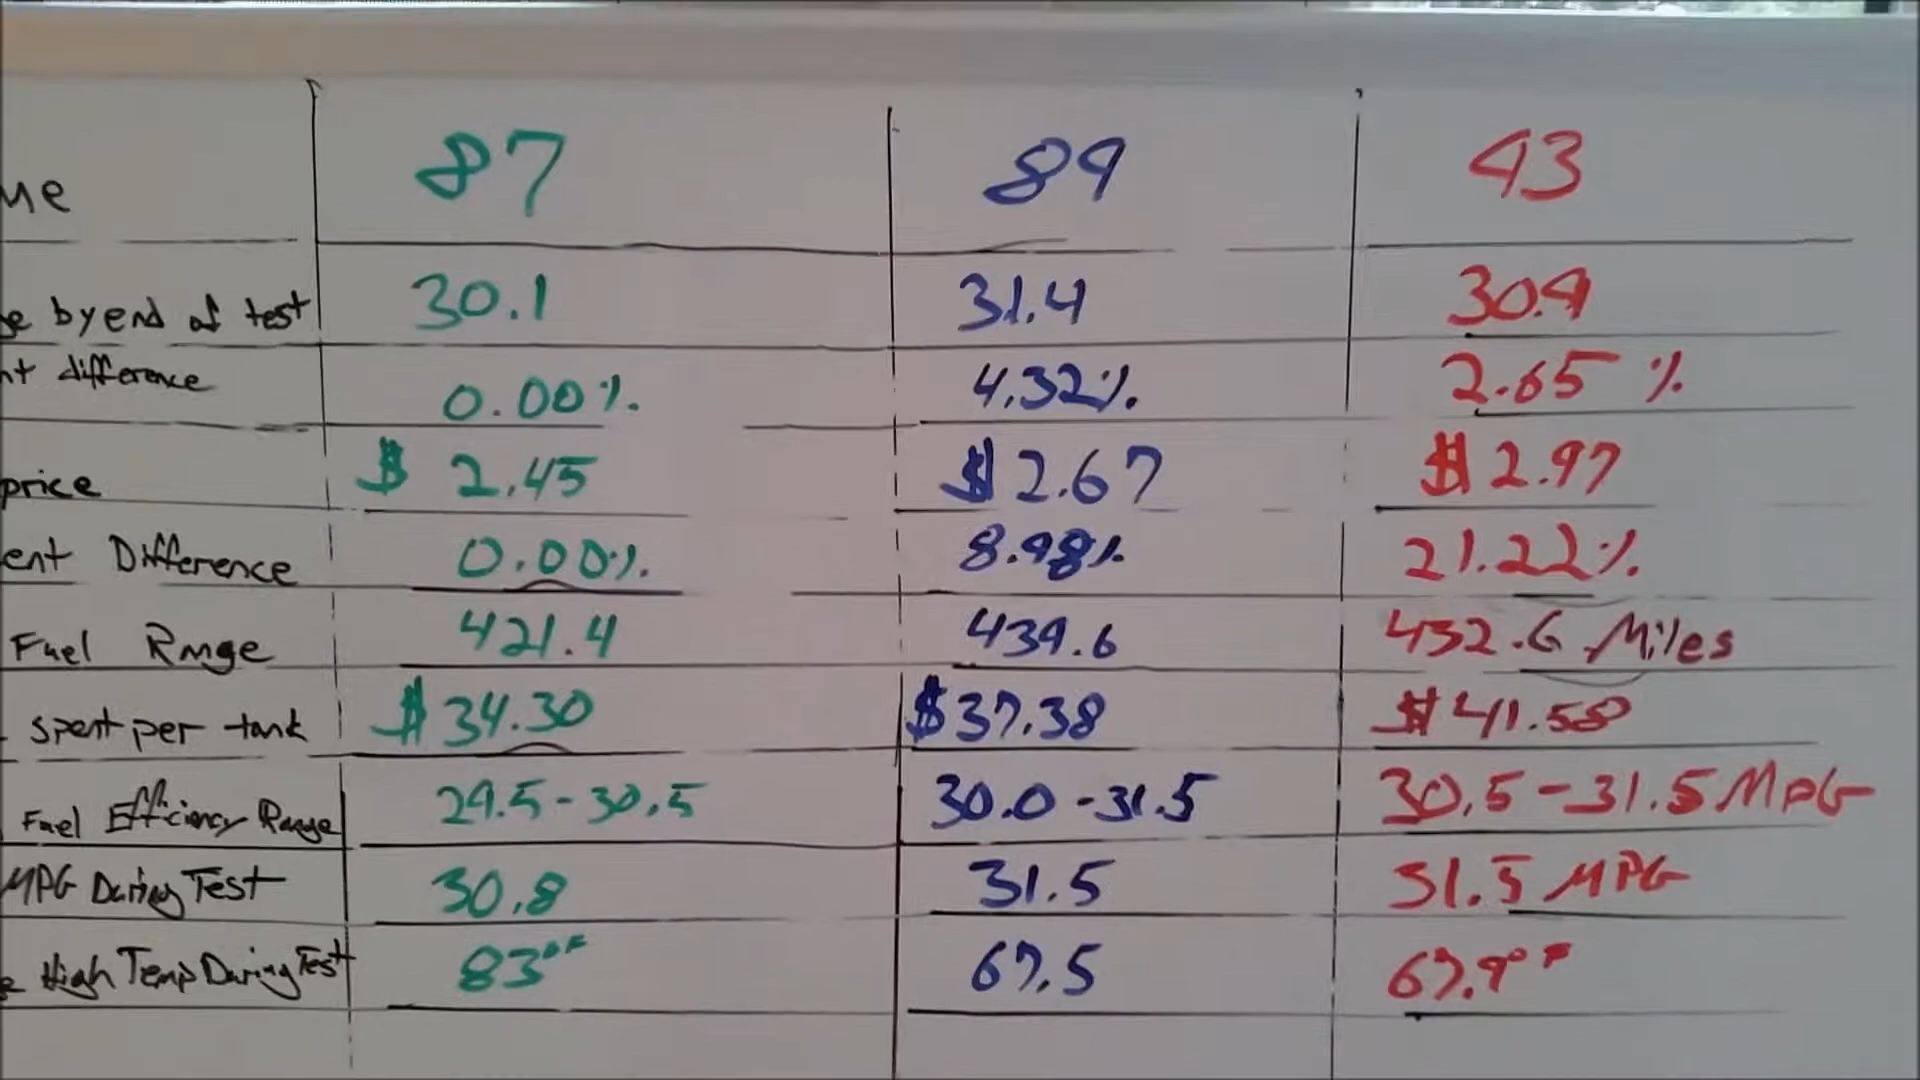 me 87 89 93
ge by end of test 30.1 31.4 30.9
nt difference 0.00% 4.32% 2.65 %
price $ 2.45 $ 2.67 $ 2.97
ent Difference 0.00% 8.98% 21.22%
Fuel Range 421.4 439.6 432.6 Miles
spent per tank $ 34.30 $37.38 $ 41.58
Fuel Efficiency Range 29.5-30.5 30.0-31.5 30.5-31.5 MPG
MPG During Test 30.8 31.5 31.5 MPG
e High Temp During Test 83°F 67.5 67.9°F